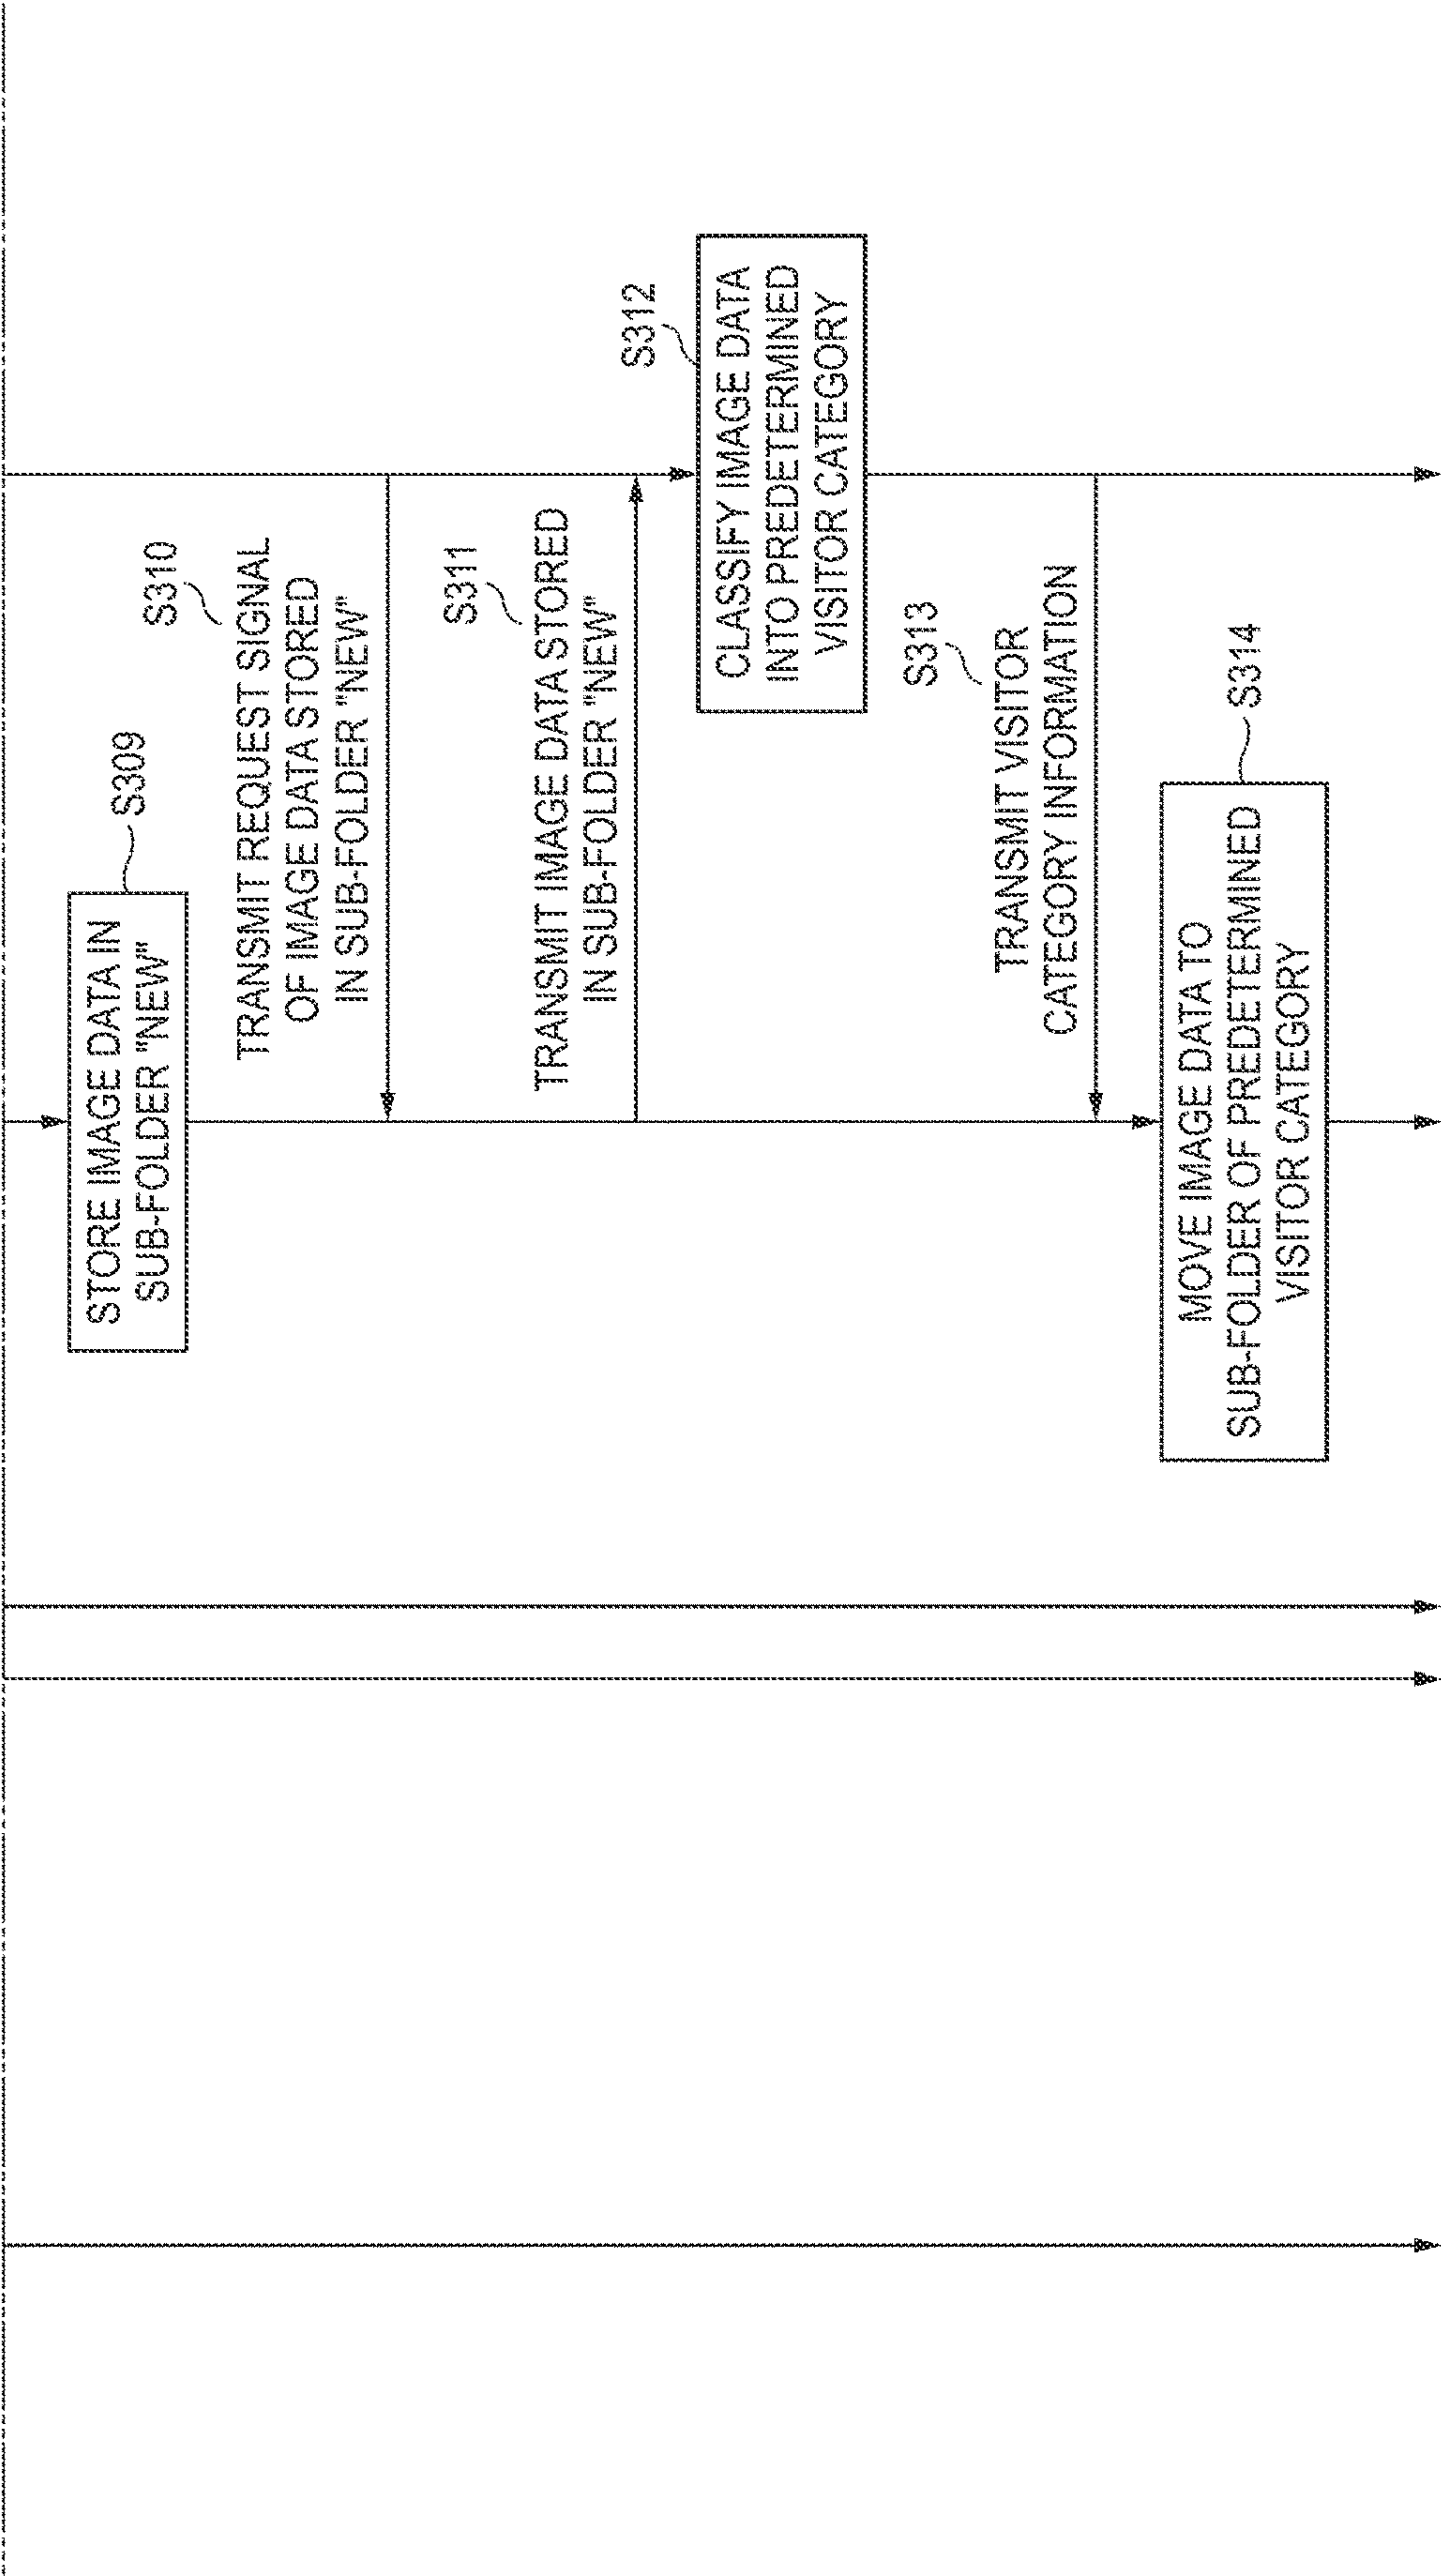 S309
STORE IMAGE DATA IN
SUB-FOLDER "NEW"
S310
TRANSMIT REQUEST SIGNAL
OF IMAGE DATA STORED
IN SUB-FOLDER "NEW"
S311
TRANSMIT IMAGE DATA STORED
IN SUB-FOLDER "NEW"
S312
CLASSIFY IMAGE DATA
INTO PREDETERMINED
VISITOR CATEGORY
S313
TRANSMIT VISITOR
CATEGORY INFORMATION
S314
MOVE IMAGE DATA TO
SUB-FOLDER OF PREDETERMINED
VISITOR CATEGORY